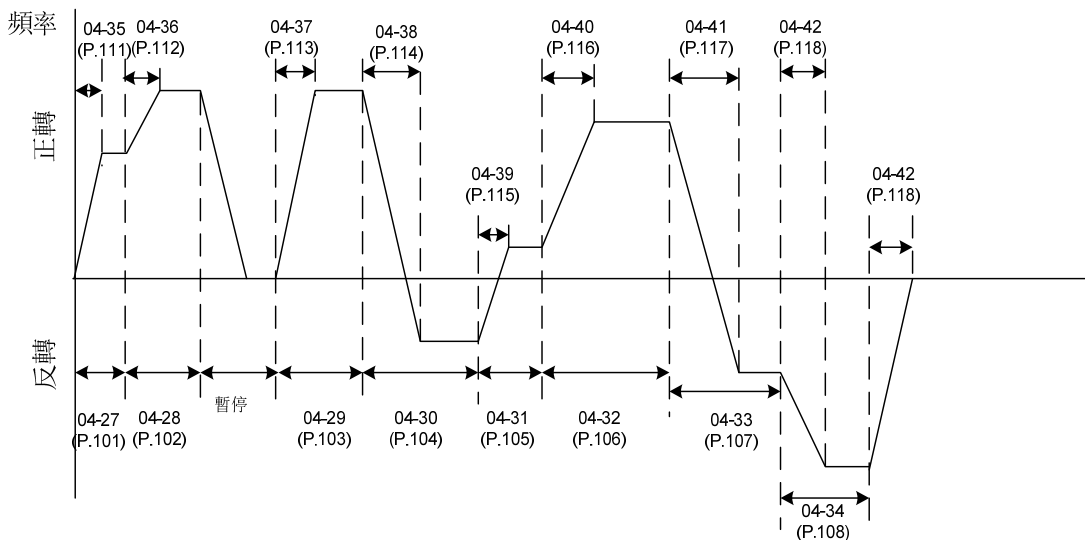 頻率
正轉
反轉
04-35
(P.111)
04-36
(P.112)
04-37
(P.113)
04-38
(P.114)
04-39
(P.115)
04-40
(P.116)
04-41
(P.117)
04-42
(P.118)
04-42
(P.118)
04-27
(P.101)
04-28
(P.102)
暫停
04-29
(P.103)
04-30
(P.104)
04-31
(P.105)
04-32
(P.106)
04-33
(P.107)
04-34
(P.108)